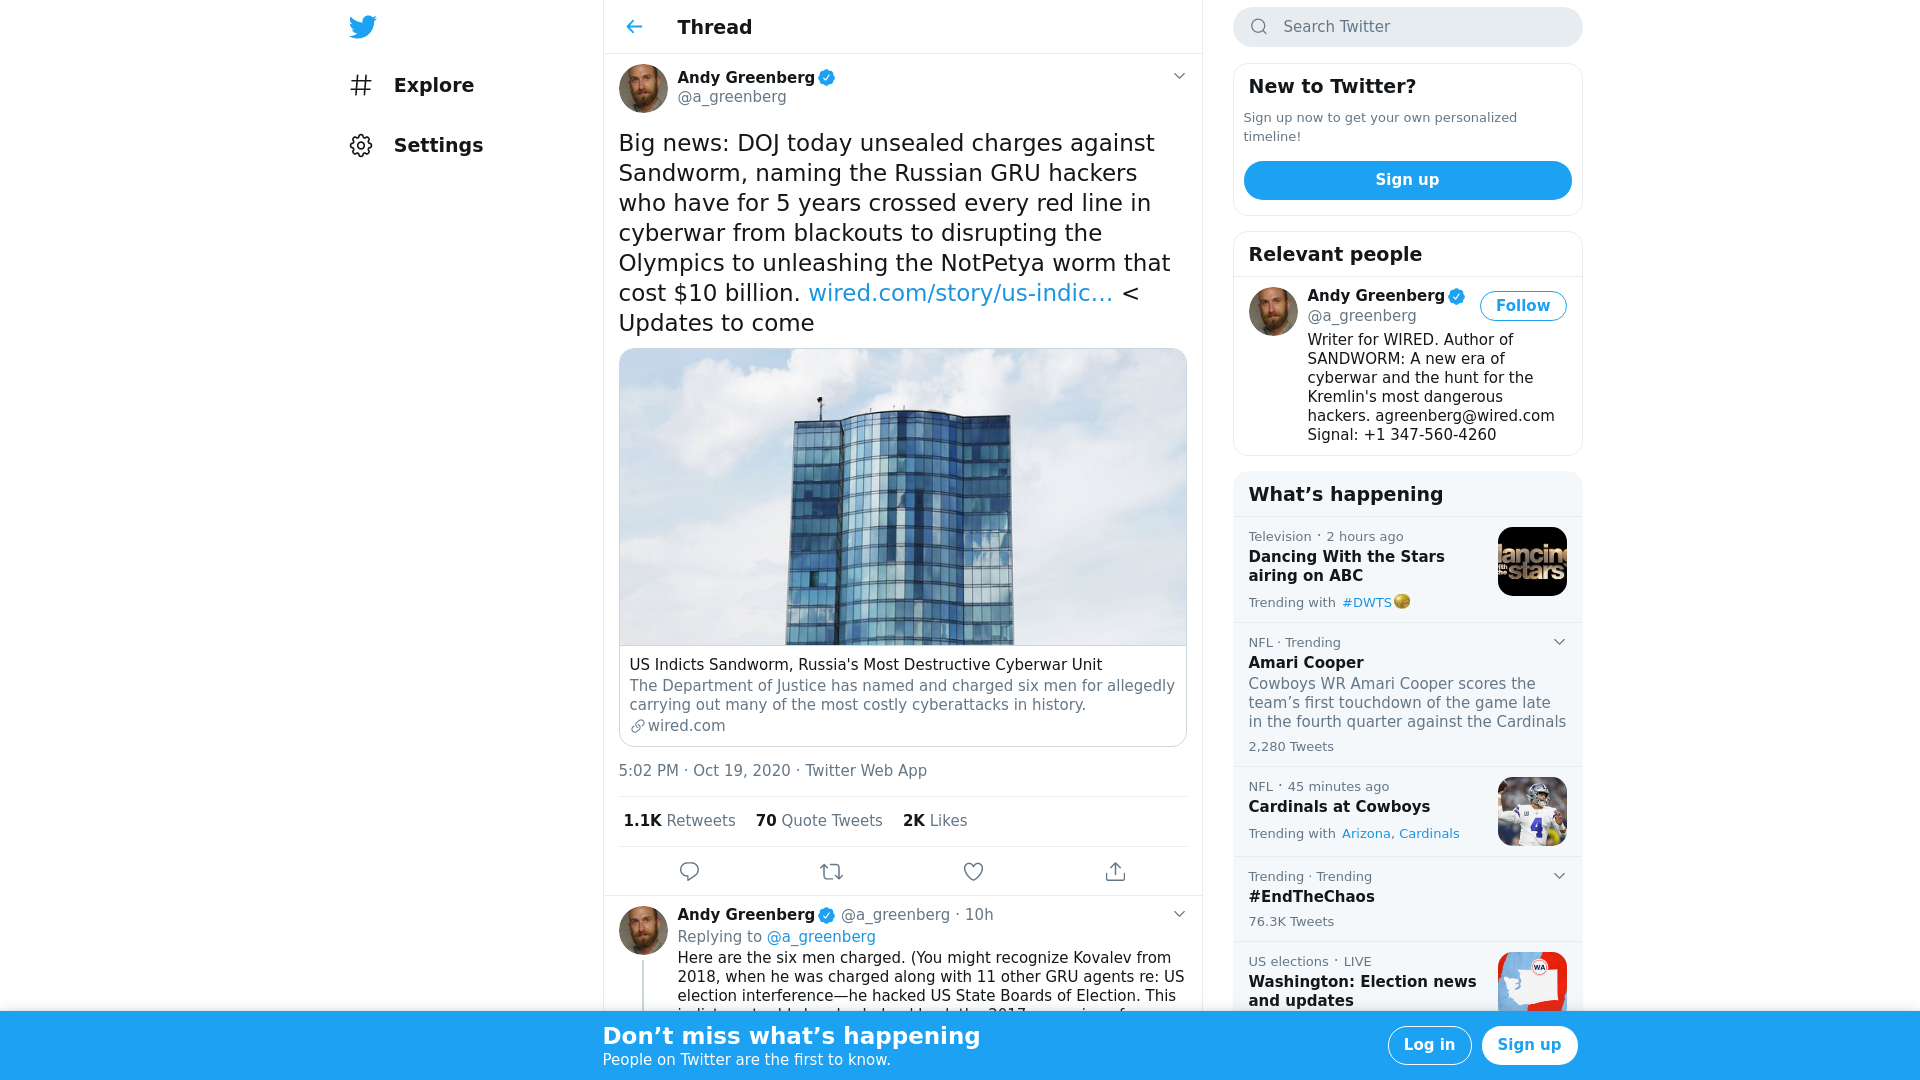 Explore
Settings
Thread
Andy Greenberg
@a_greenberg
Big news: DOJ today unsealed charges against
Sandworm, naming the Russian GRU hackers
who have for 5 years crossed every red line in
cyberwar from blackouts to disrupting the
Olympics to unleashing the NotPetya worm that
cost $10 billion. wired.com/story/us-indic… <
Updates to come
US Indicts Sandworm, Russia's Most Destructive Cyberwar Unit
The Department of Justice has named and charged six men for allegedly
carrying out many of the most costly cyberattacks in history.
wired.com
5:02 PM · Oct 19, 2020 · Twitter Web App
1.1K Retweets 70 Quote Tweets 2K Likes
Andy Greenberg @a_greenberg · 10h
Replying to @a_greenberg
Here are the six men charged. (You might recognize Kovalev from
2018, when he was charged along with 11 other GRU agents re: US
election interference—he hacked US State Boards of Election. This
Search Twitter
New to Twitter?
Sign up now to get your own personalized
timeline!
Sign up
Relevant people
Andy Greenberg
@a_greenberg
Follow
Writer for WIRED. Author of
SANDWORM: A new era of
cyberwar and the hunt for the
Kremlin's most dangerous
hackers. agreenberg@wired.com
Signal: +1 347-560-4260
What’s happening
Television · 2 hours ago
Dancing With the Stars
airing on ABC
Trending with #DWTS
dancing
with the
stars
NFL · Trending
Amari Cooper
Cowboys WR Amari Cooper scores the
team’s first touchdown of the game late
in the fourth quarter against the Cardinals
2,280 Tweets
NFL · 45 minutes ago
Cardinals at Cowboys
Trending with Arizona, Cardinals
4
Trending · Trending
#EndTheChaos
76.3K Tweets
US elections · LIVE
Washington: Election news
and updates
WA
Don’t miss what’s happening
People on Twitter are the first to know.
Log in
Sign up